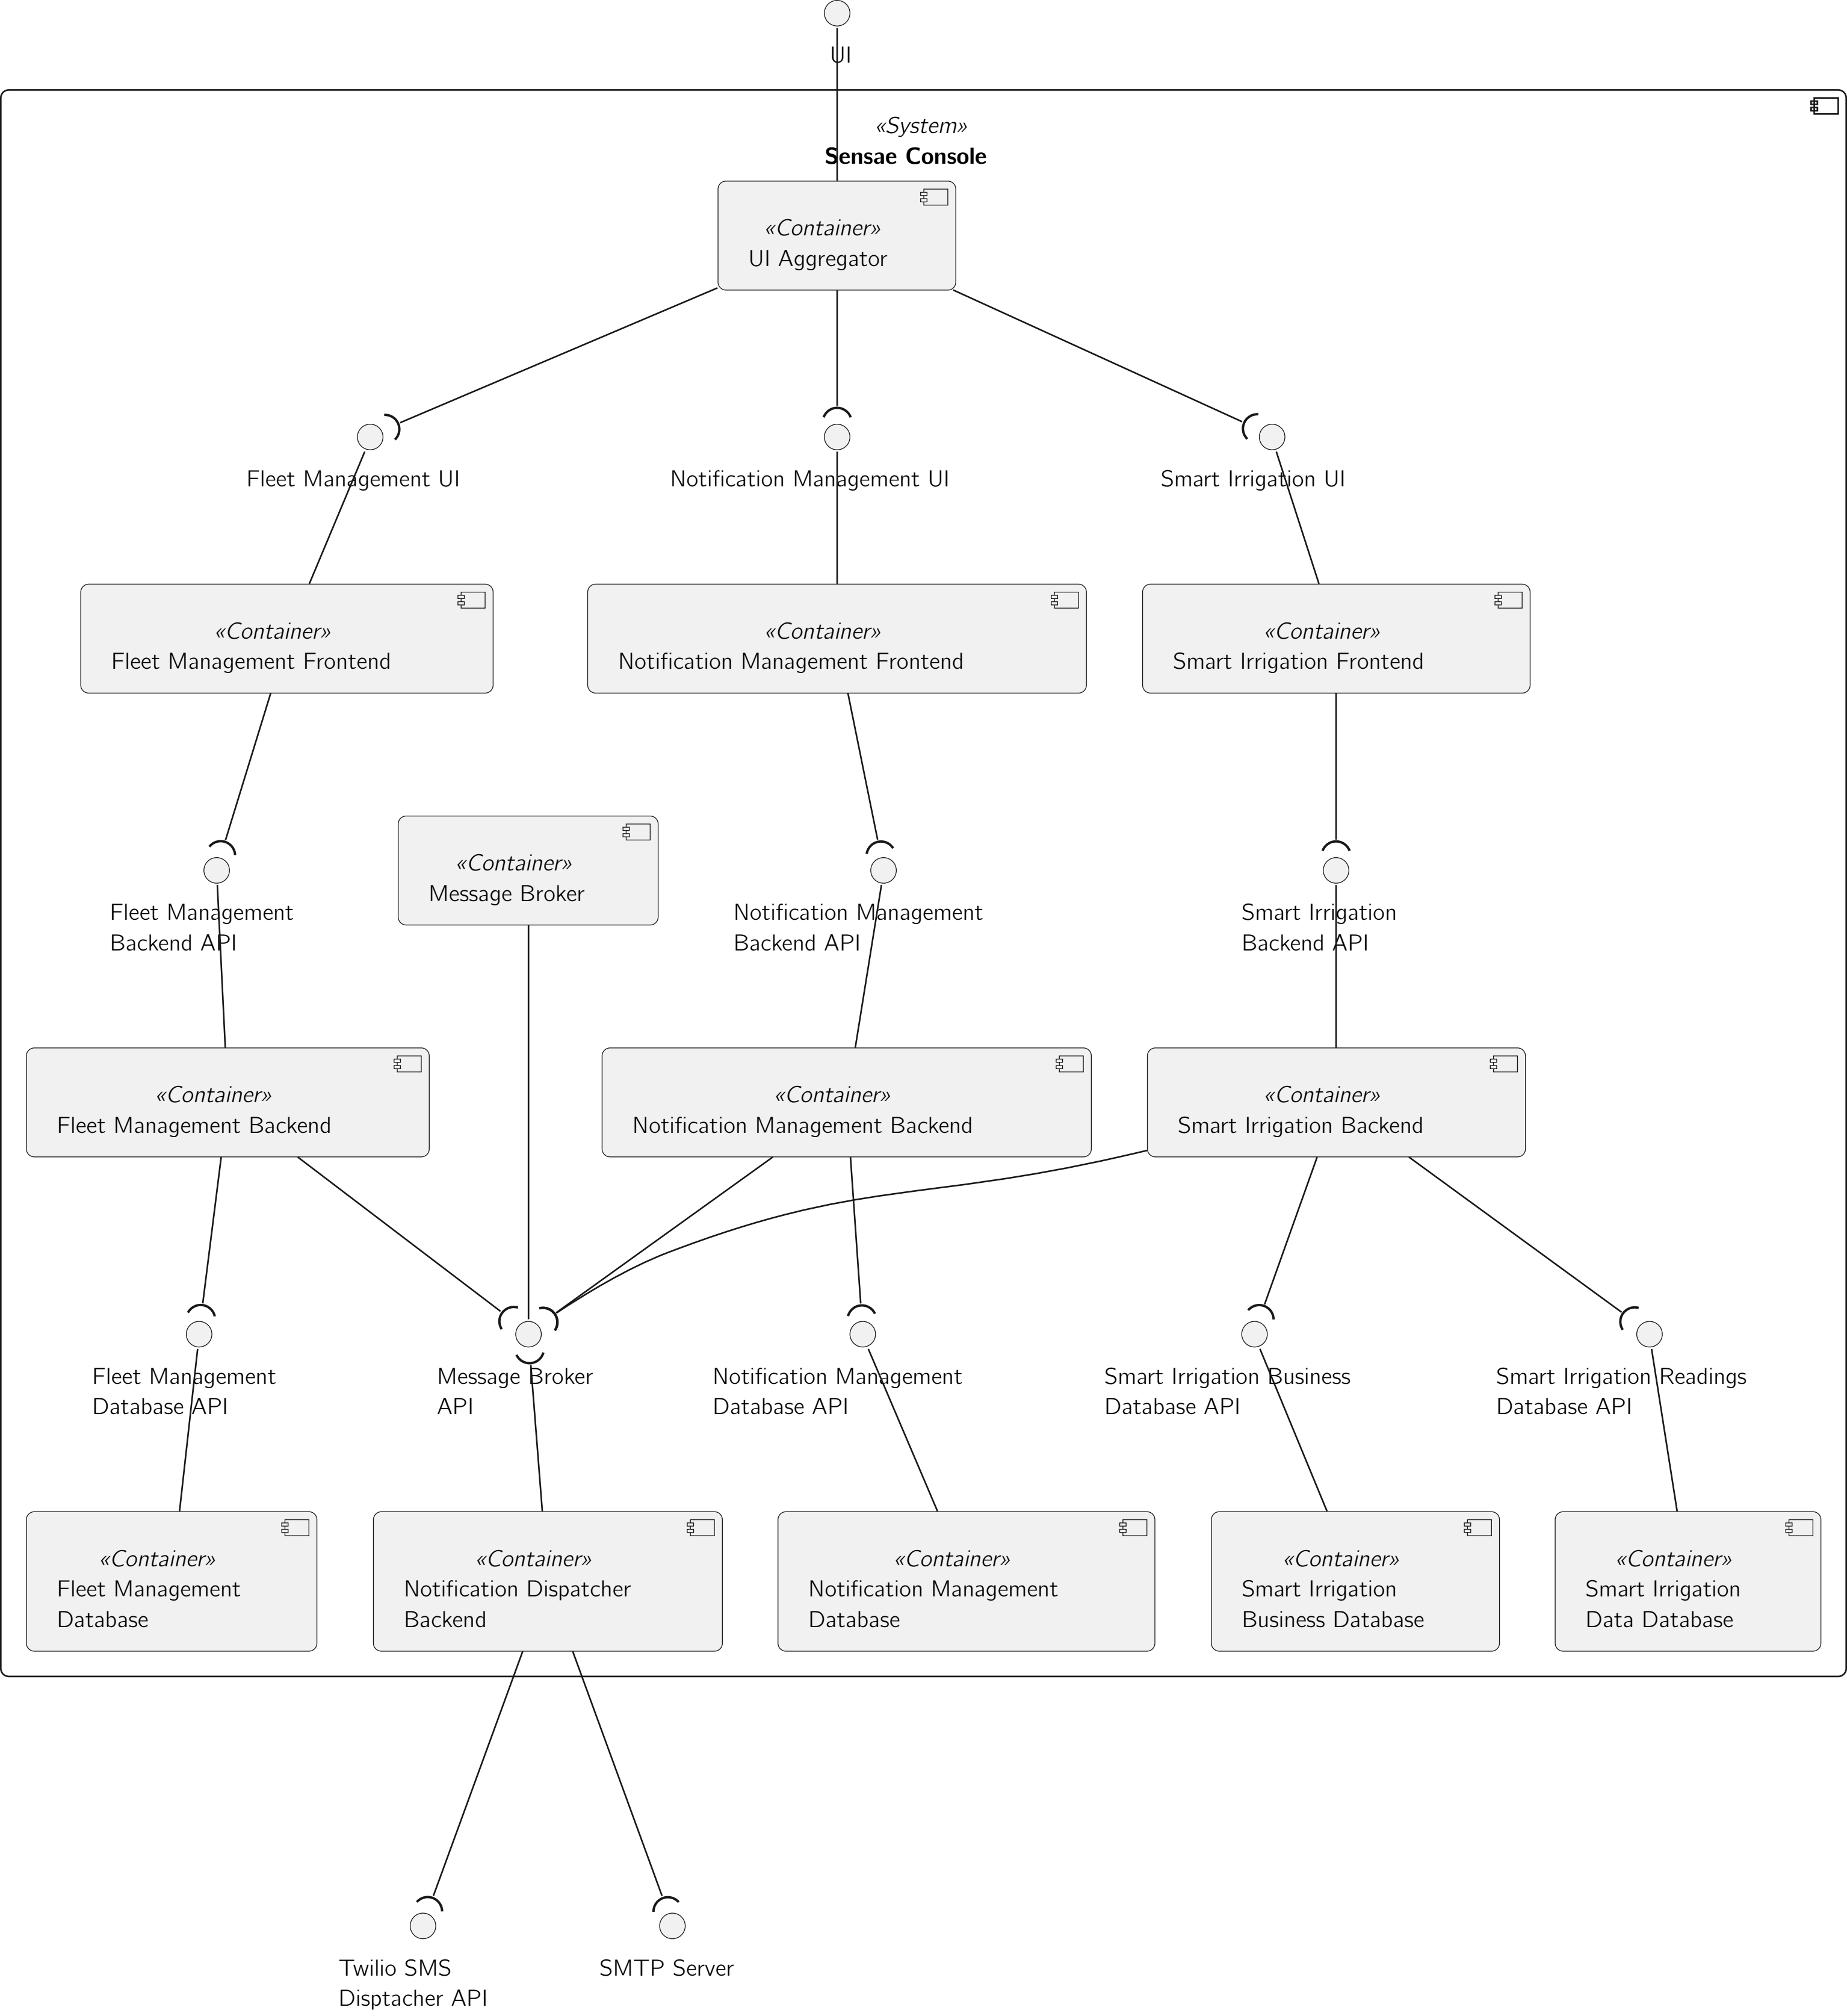 UI
«System»
Sensae Console
«Container»
UI Aggregator
Fleet Management UI
Notification Management UI
Smart Irrigation UI
«Container»
Fleet Management Frontend
«Container»
Notification Management Frontend
«Container»
Smart Irrigation Frontend
«Container»
Message Broker
Fleet Management
Backend API
Notification Management
Backend API
Smart Irrigation
Backend API
«Container»
Fleet Management Backend
«Container»
Notification Management Backend
«Container»
Smart Irrigation Backend
Fleet Management
Database API
Message Broker
API
Notification Management
Database API
Smart Irrigation Business
Database API
Smart Irrigation Readings
Database API
«Container»
Fleet Management
Database
«Container»
Notification Dispatcher
Backend
«Container»
Notification Management
Database
«Container»
Smart Irrigation
Business Database
«Container»
Smart Irrigation
Data Database
Twilio SMS
Disptacher API
SMTP Server